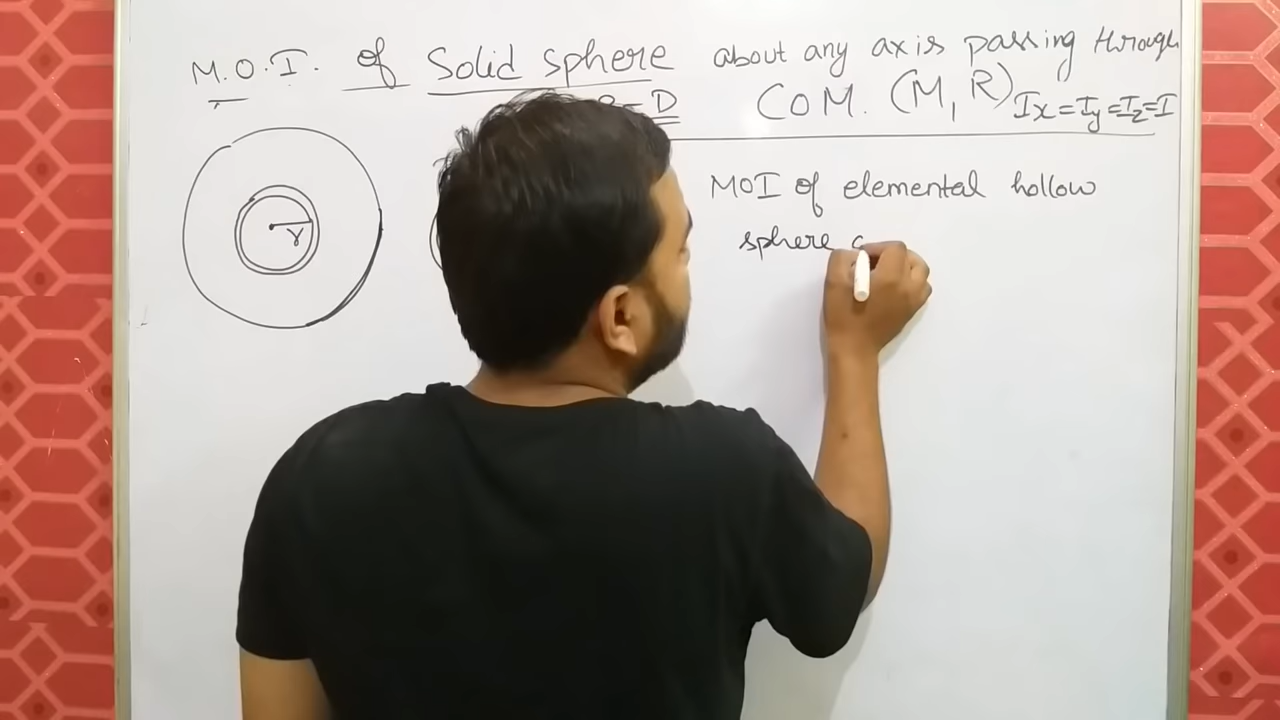 M.O.I. of Solid sphere about any axis passing through
= D COM. (M, R) Ix=Iy=Iz=I
MOI of elemental hollow
sphere
r